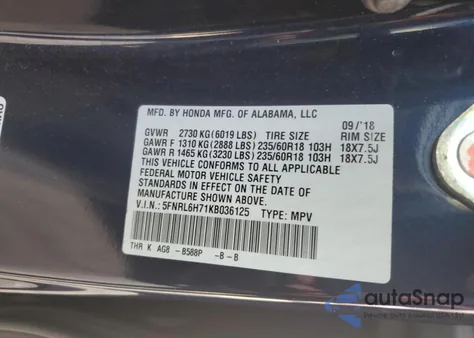 MFD. BY HONDA MFG. OF ALABAMA, LLC
09/'18
GVWR 2730 KG (6019 LBS) TIRE SIZE RIM SIZE
GAWR F 1310 KG (2888 LBS) 235/60R18 103H 18X7.5J
GAWR R 1465 KG (3230 LBS) 235/60R18 103H 18X7.5J
THIS VEHICLE CONFORMS TO ALL APPLICABLE
FEDERAL MOTOR VEHICLE SAFETY
STANDARDS IN EFFECT ON THE DATE OF
MANUFACTURE SHOWN ABOVE.
V.I.N.: 5FNRL6H71KB036125 TYPE: MPV
THR K AG8 -B588P -B-B
autoSnap